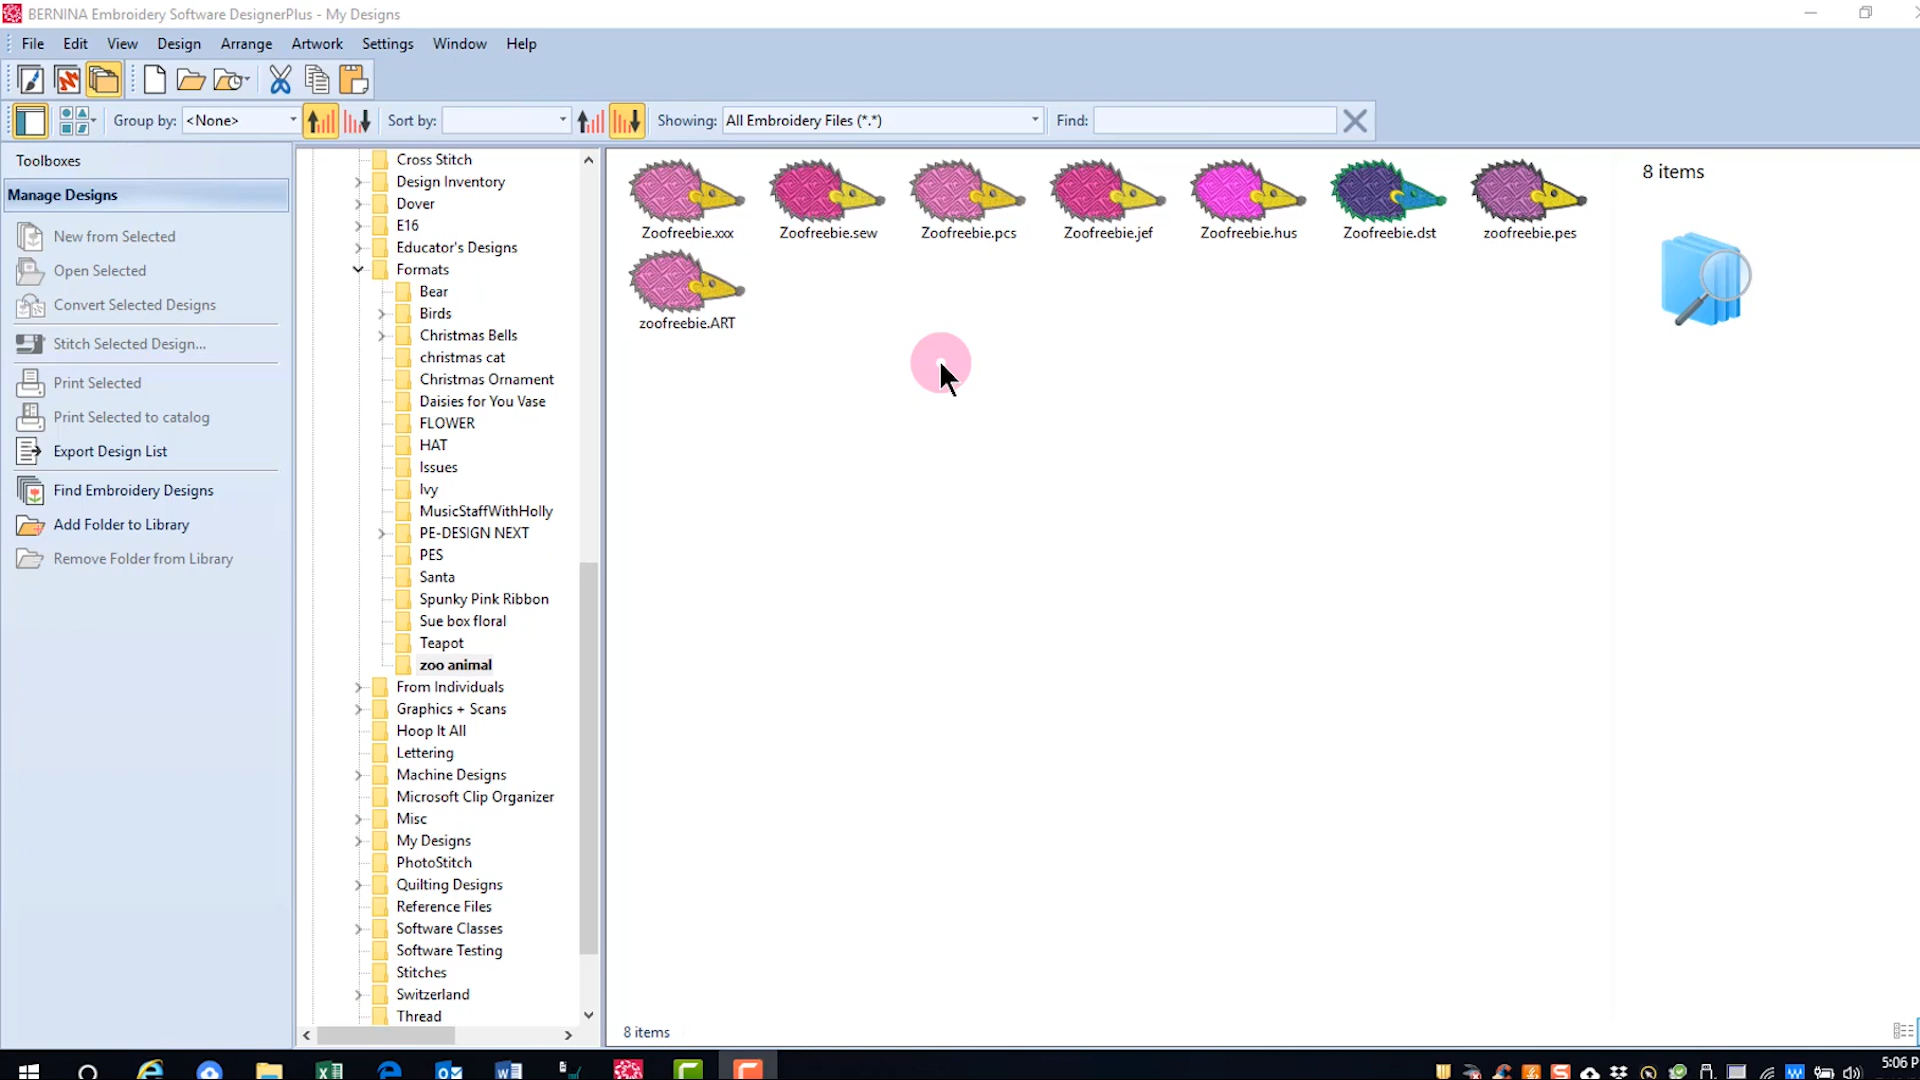 BERNINA Embroidery Software DesignerPlus - My Designs
File Edit View Design Arrange Artwork Settings Window Help
Group by: <None> Sort by: Showing: All Embroidery Files (*.*) Find:
Toolboxes
Manage Designs
New from Selected
Open Selected
Convert Selected Designs
Stitch Selected Design...
Print Selected
Print Selected to catalog
Export Design List
Find Embroidery Designs
Add Folder to Library
Remove Folder from Library
Cross Stitch
Design Inventory
Dover
E16
Educator's Designs
Formats
Bear
Birds
Christmas Bells
christmas cat
Christmas Ornament
Daisies for You Vase
FLOWER
HAT
Issues
Ivy
MusicStaffWithHolly
PE-DESIGN NEXT
PES
Santa
Spunky Pink Ribbon
Sue box floral
Teapot
zoo animal
From Individuals
Graphics + Scans
Hoop It All
Lettering
Machine Designs
Microsoft Clip Organizer
Misc
My Designs
PhotoStitch
Quilting Designs
Reference Files
Software Classes
Software Testing
Stitches
Switzerland
Thread
Zoofreebie.xxx Zoofreebie.sew Zoofreebie.pcs Zoofreebie.jef Zoofreebie.hus Zoofreebie.dst zoofreebie.pes
zoofreebie.ART
8 items
8 items
5:06 P